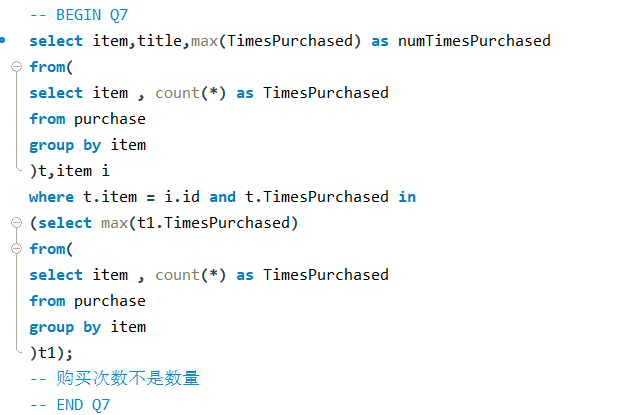 -- BEGIN Q7
select item,title,max(TimesPurchased) as numTimesPurchased
from(
select item , count(*) as TimesPurchased
from purchase
group by item
)t,item i
where t.item = i.id and t.TimesPurchased in
(select max(t1.TimesPurchased)
from(
select item , count(*) as TimesPurchased
from purchase
group by item
)t1);
-- 购买次数不是数量
-- END Q7